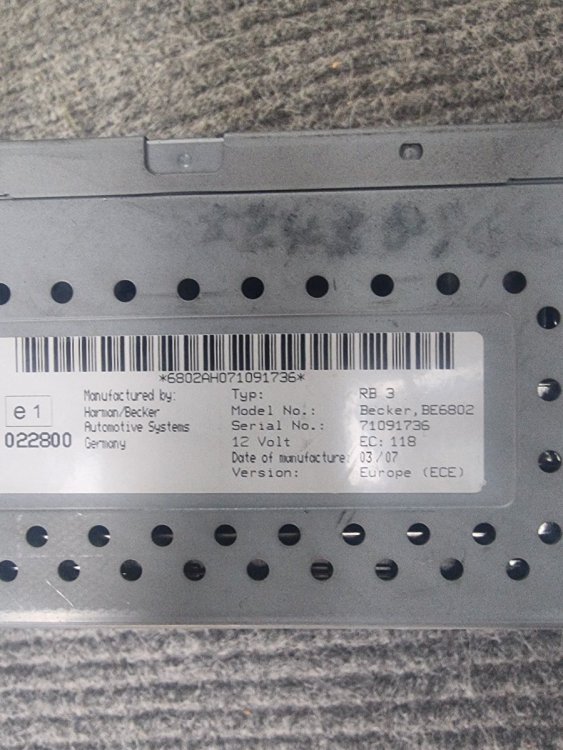 *6802AH071091736*
Manufactured by:
Harman/Becker
Automotive Systems
Germany
e1
022800
Typ: RB 3
Model No.: Becker,BE6802
Serial No.: 71091736
12 Volt EC: 118
Date of manufacture: 03/07
Version: Europe (ECE)